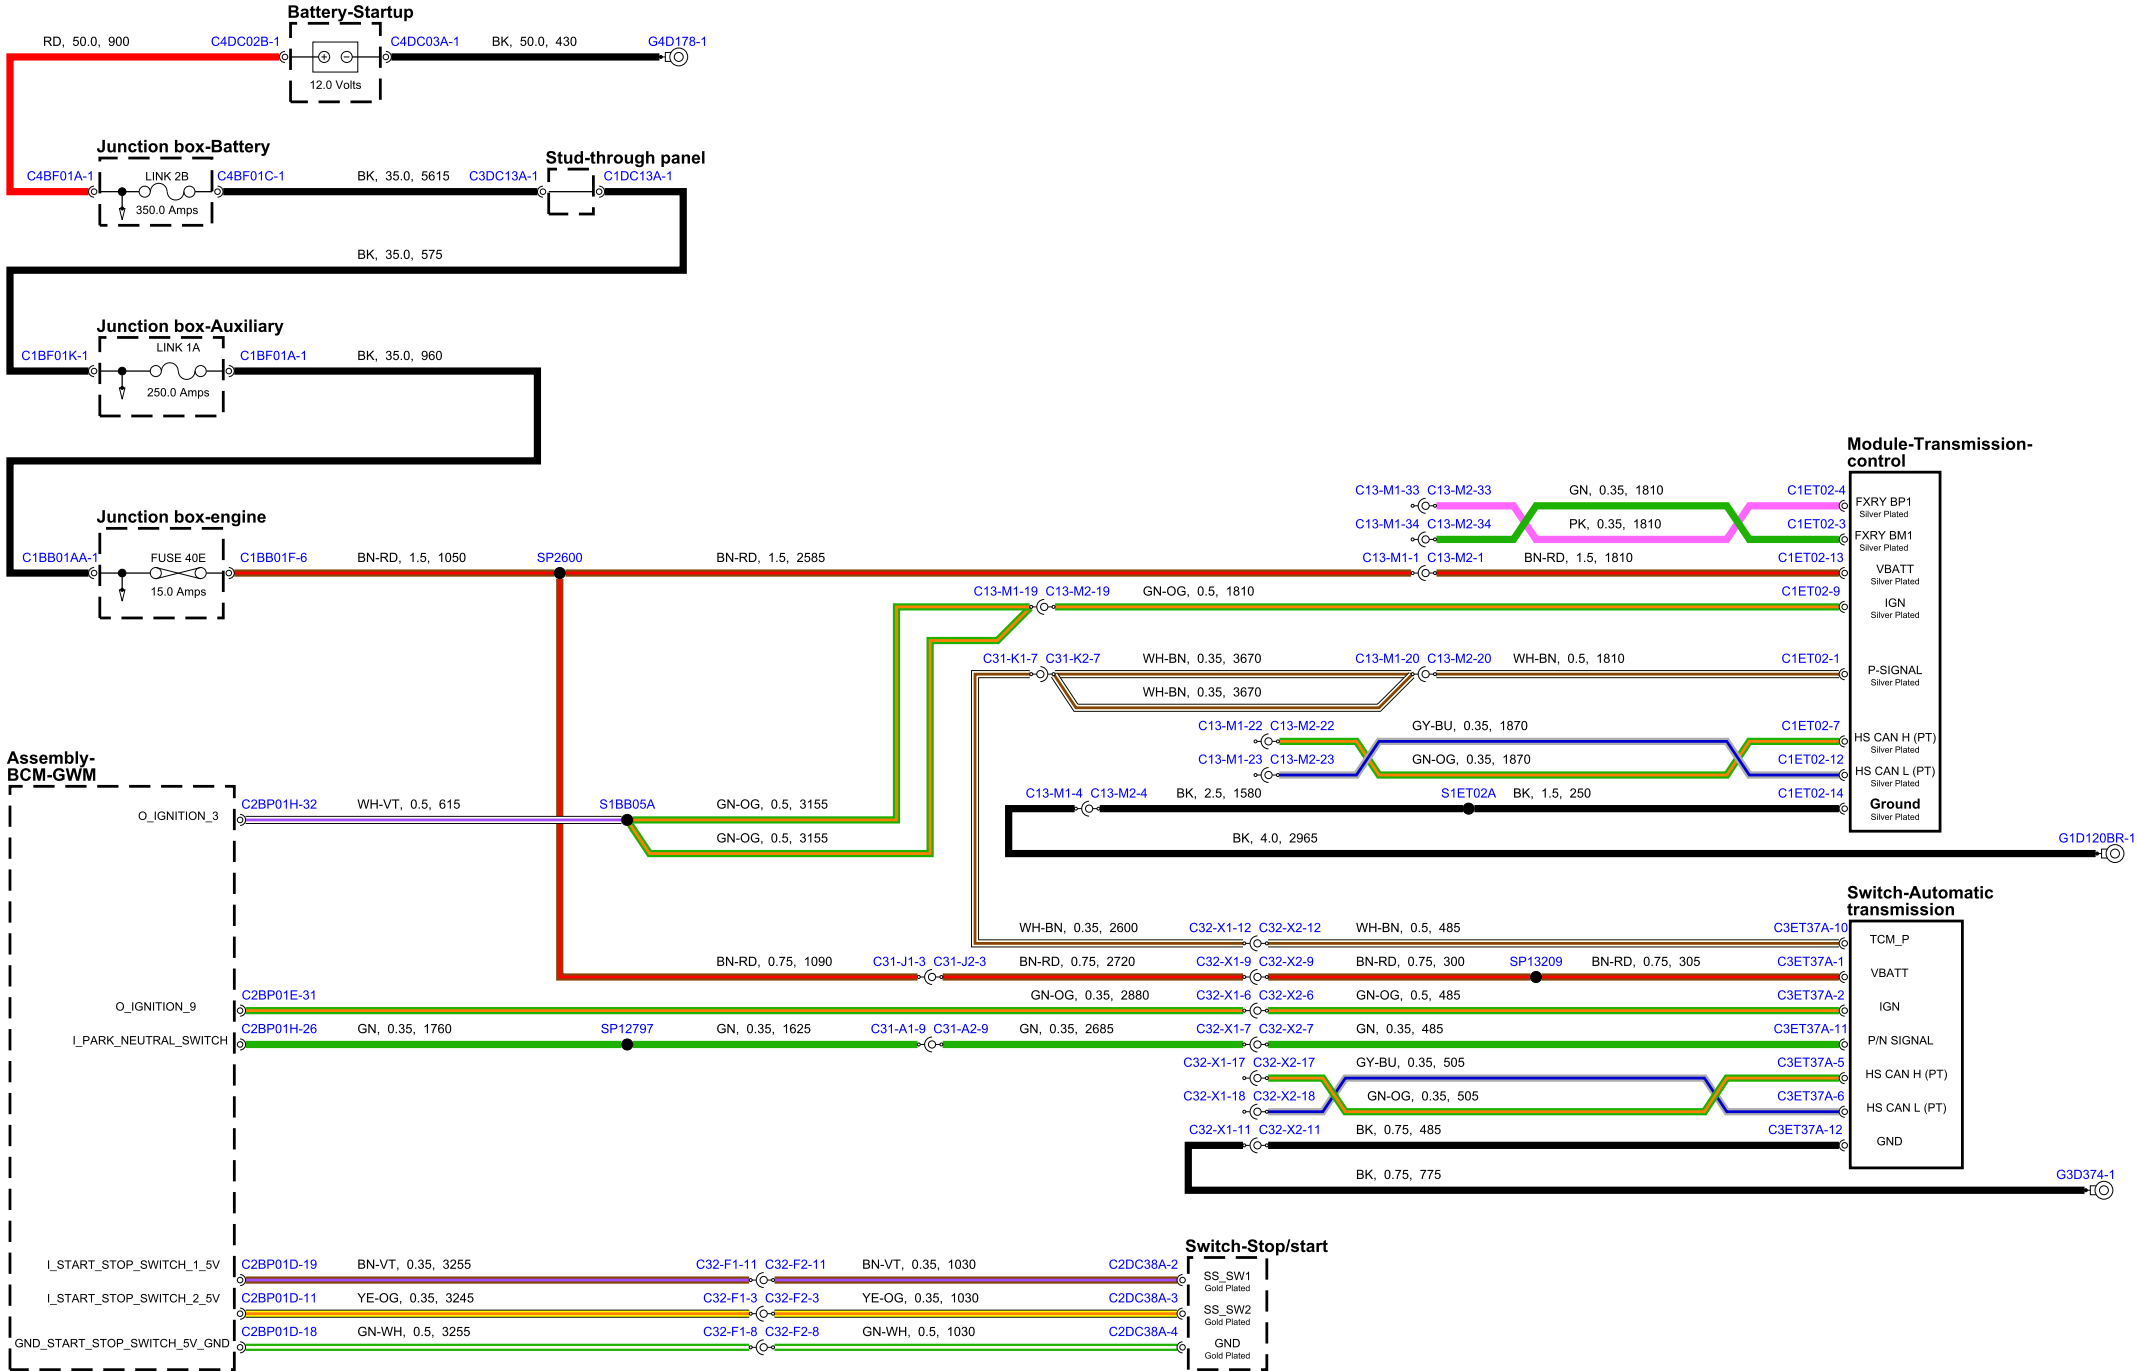 Battery-Startup
RD, 50.0, 900
C4DC02B-1
C4DC03A-1
BK, 50.0, 430
G4D178-1
12.0 Volts
Junction box-Battery
Stud-through panel
C4BF01A-1
LINK 2B
C4BF01C-1
BK, 35.0, 5615
C3DC13A-1
C1DC13A-1
350.0 Amps
BK, 35.0, 575
Junction box-Auxiliary
C1BF01K-1
LINK 1A
C1BF01A-1
BK, 35.0, 960
250.0 Amps
Module-Transmission-
control
C13-M1-33
C13-M2-33
GN, 0.35, 1810
C1ET02-4
FXRY BP1
Silver Plated
Junction box-engine
C13-M1-34
C13-M2-34
PK, 0.35, 1810
C1ET02-3
FXRY BM1
Silver Plated
C1BB01AA-1
FUSE 40E
C1BB01F-6
BN-RD, 1.5, 1050
SP2600
BN-RD, 1.5, 2585
C13-M1-1
C13-M2-1
BN-RD, 1.5, 1810
C1ET02-13
VBATT
Silver Plated
15.0 Amps
C13-M1-19
C13-M2-19
GN-OG, 0.5, 1810
C1ET02-9
IGN
Silver Plated
C31-K1-7
C31-K2-7
WH-BN, 0.35, 3670
C13-M1-20
C13-M2-20
WH-BN, 0.5, 1810
C1ET02-1
P-SIGNAL
Silver Plated
WH-BN, 0.35, 3670
C13-M1-22
C13-M2-22
GY-BU, 0.35, 1870
C1ET02-7
HS CAN H (PT)
Silver Plated
C13-M1-23
C13-M2-23
GN-OG, 0.35, 1870
C1ET02-12
HS CAN L (PT)
Silver Plated
Assembly-
BCM-GWM
C13-M1-4
C13-M2-4
BK, 2.5, 1580
S1ET02A
BK, 1.5, 250
C1ET02-14
Ground
Silver Plated
O_IGNITION_3
C2BP01H-32
WH-VT, 0.5, 615
S1BB05A
GN-OG, 0.5, 3155
GN-OG, 0.5, 3155
BK, 4.0, 2965
G1D120BR-1
Switch-Automatic
transmission
WH-BN, 0.35, 2600
C32-X1-12
C32-X2-12
WH-BN, 0.5, 485
C3ET37A-10
TCM_P
BN-RD, 0.75, 1090
C31-J1-3
C31-J2-3
BN-RD, 0.75, 2720
C32-X1-9
C32-X2-9
BN-RD, 0.75, 300
SP13209
BN-RD, 0.75, 305
C3ET37A-1
VBATT
O_IGNITION_9
C2BP01E-31
GN-OG, 0.35, 2880
C32-X1-6
C32-X2-6
GN-OG, 0.5, 485
C3ET37A-2
IGN
I_PARK_NEUTRAL_SWITCH
C2BP01H-26
GN, 0.35, 1760
SP12797
GN, 0.35, 1625
C31-A1-9
C31-A2-9
GN, 0.35, 2685
C32-X1-7
C32-X2-7
GN, 0.35, 485
C3ET37A-11
P/N SIGNAL
C32-X1-17
C32-X2-17
GY-BU, 0.35, 505
C3ET37A-5
HS CAN H (PT)
C32-X1-18
C32-X2-18
GN-OG, 0.35, 505
C3ET37A-6
HS CAN L (PT)
C32-X1-11
C32-X2-11
BK, 0.75, 485
C3ET37A-12
GND
BK, 0.75, 775
G3D374-1
Switch-Stop/start
I_START_STOP_SWITCH_1_5V
C2BP01D-19
BN-VT, 0.35, 3255
C32-F1-11
C32-F2-11
BN-VT, 0.35, 1030
C2DC38A-2
SS_SW1
Gold Plated
I_START_STOP_SWITCH_2_5V
C2BP01D-11
YE-OG, 0.35, 3245
C32-F1-3
C32-F2-3
YE-OG, 0.35, 1030
C2DC38A-3
SS_SW2
Gold Plated
GND_START_STOP_SWITCH_5V_GND
C2BP01D-18
GN-WH, 0.5, 3255
C32-F1-8
C32-F2-8
GN-WH, 0.5, 1030
C2DC38A-4
GND
Gold Plated